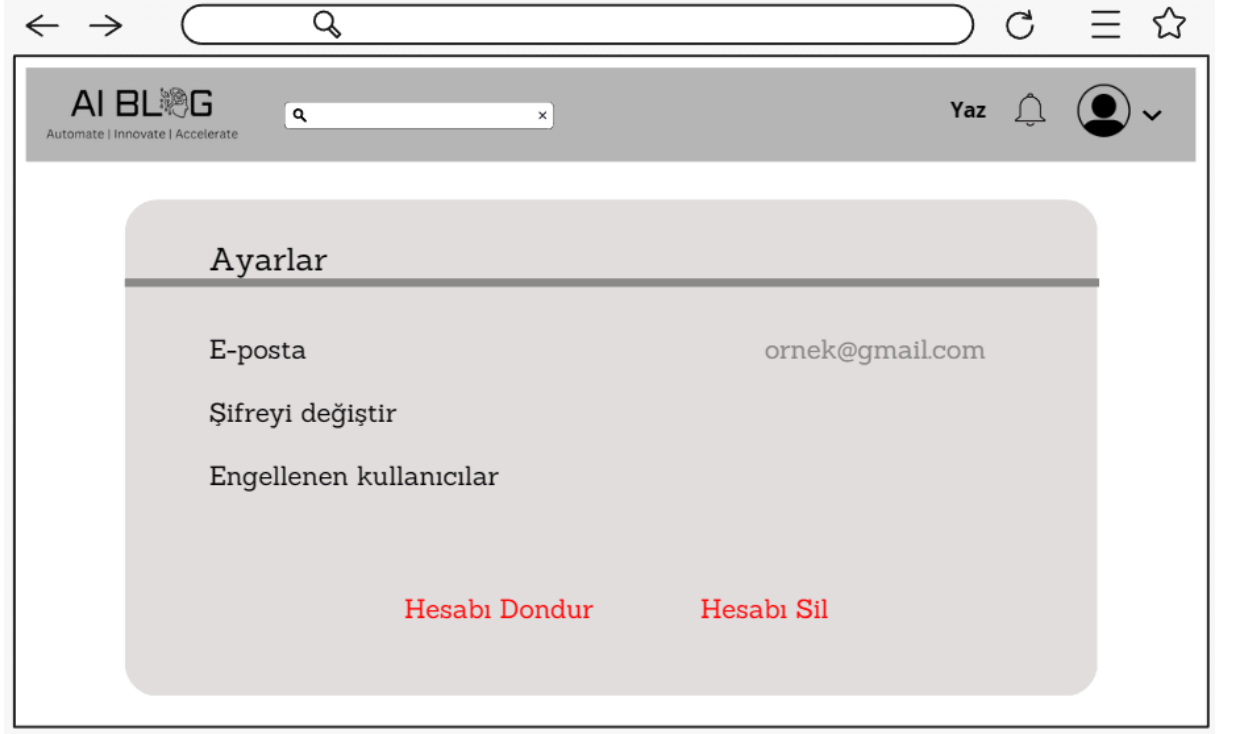 AI BLOG
Automate | Innovate | Accelerate
Yaz
Ayarlar
E-posta
ornek@gmail.com
Şifreyi değiştir
Engellenen kullanıcılar
Hesabı Dondur
Hesabı Sil